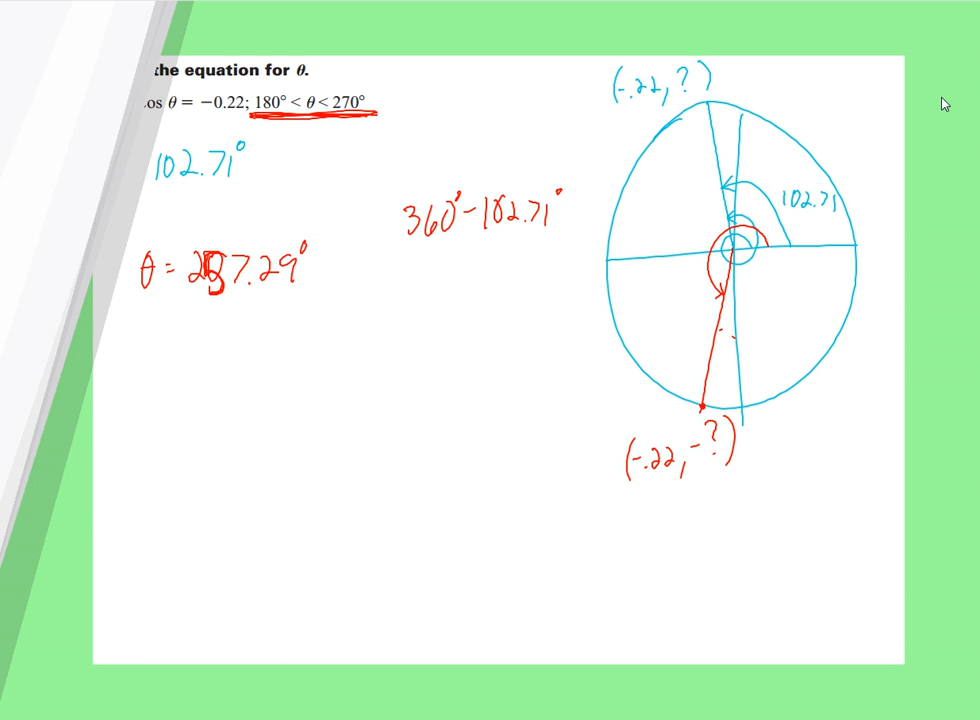 the equation for θ.
os θ = −0.22; 180° < θ < 270°
102.71°
360° - 102.71°
θ = 257.29°
(-.22, ?)
102.71
(-.22, -?)